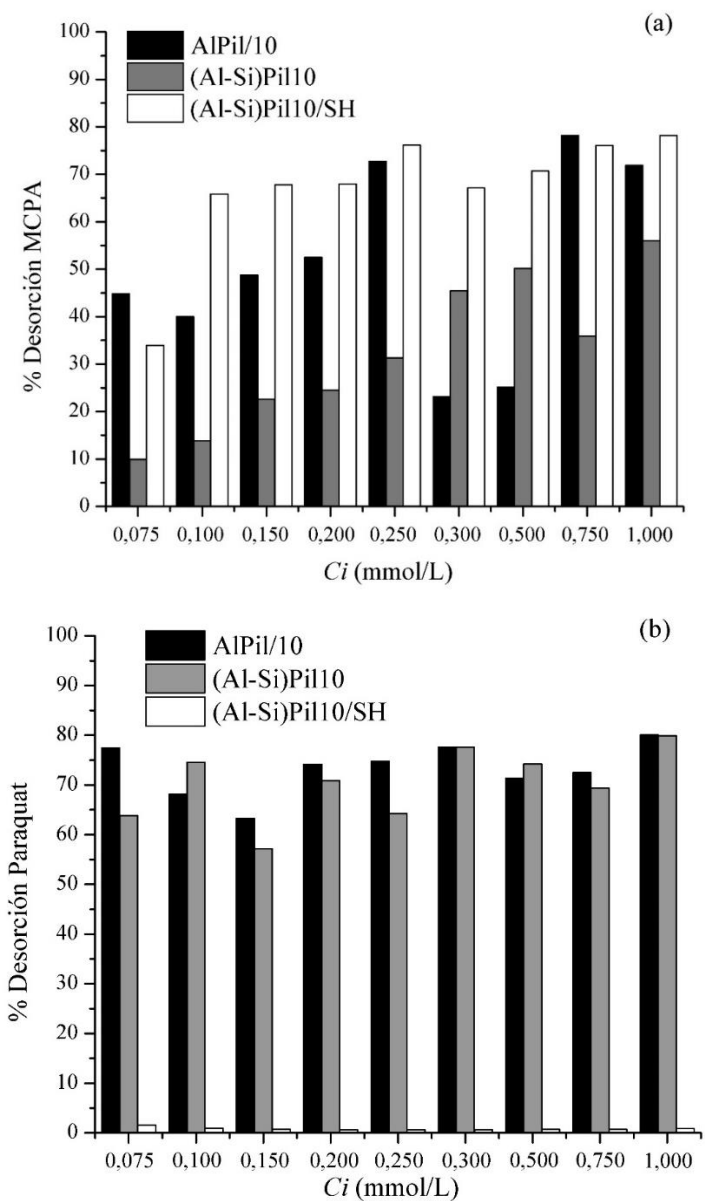 (a)
AlPil/10
(Al-Si)Pil10
(Al-Si)Pil10/SH
% Desorción MCPA
100
90
80
70
60
50
40
30
20
10
0
0,075 0,100 0,150 0,200 0,250 0,300 0,500 0,750 1,000
Ci (mmol/L)
(b)
AlPil/10
(Al-Si)Pil10
(Al-Si)Pil10/SH
% Desorción Paraquat
100
90
80
70
60
50
40
30
20
10
0
0,075 0,100 0,150 0,200 0,250 0,300 0,500 0,750 1,000
Ci (mmol/L)